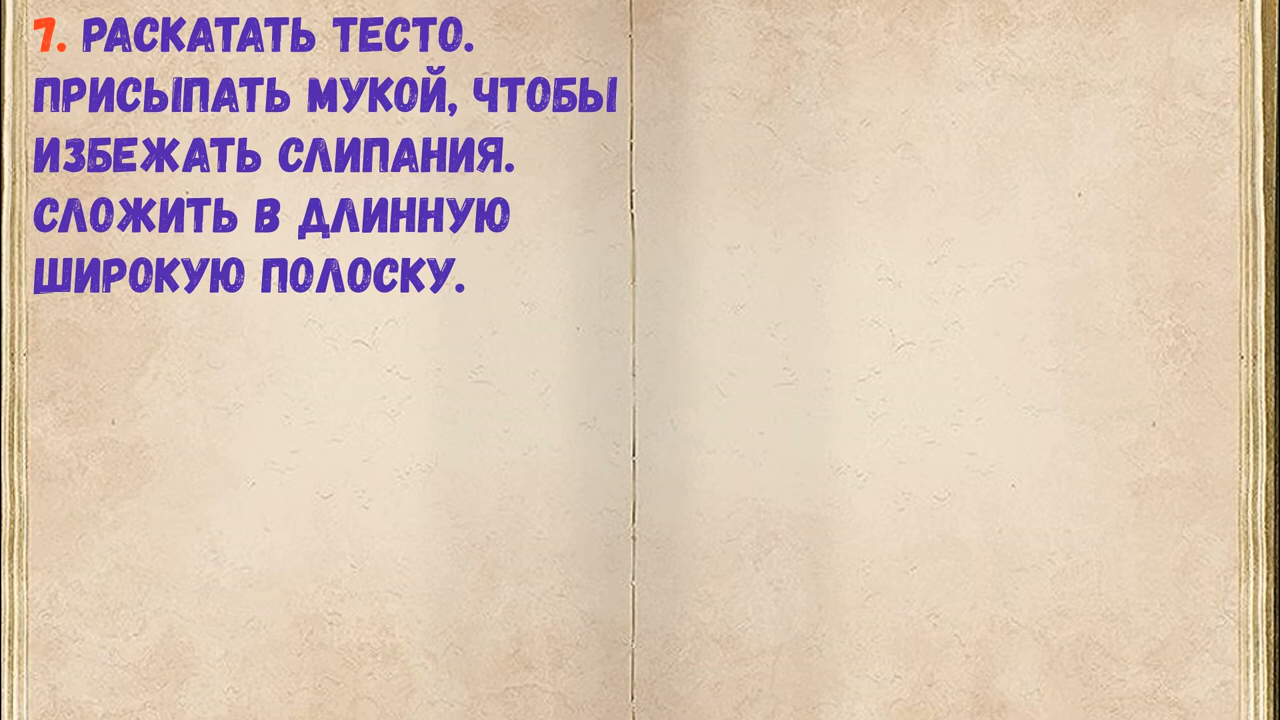 7. РАСКАТАТЬ ТЕСТО.
ПРИСЫПАТЬ МУКОЙ, ЧТОБЫ
ИЗБЕЖАТЬ СЛИПАНИЯ.
СЛОЖИТЬ В ДЛИННУЮ
ШИРОКУЮ ПОЛОСКУ.